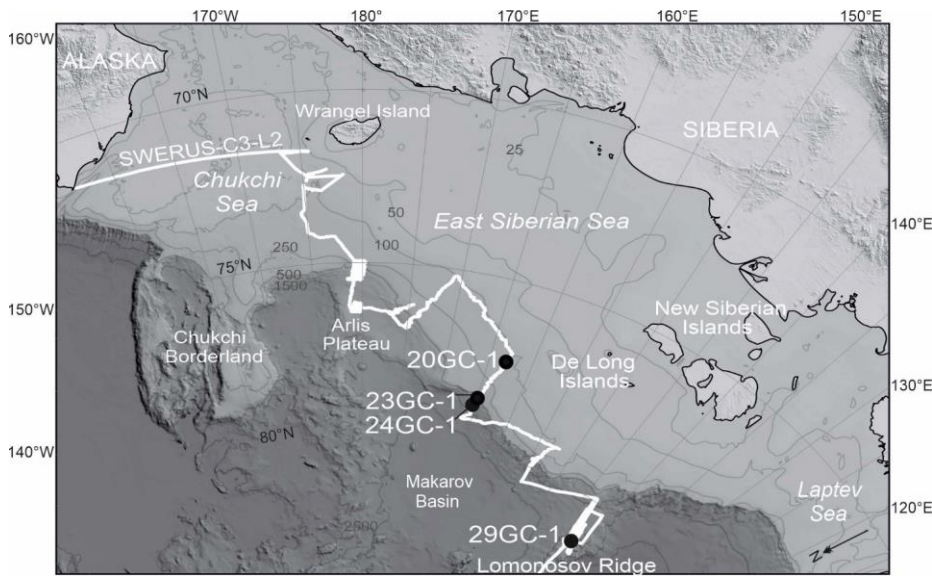 170°W
180°
170°E
160°E
150°E
160°W
ALASKA
70°N
Wrangel Island
SIBERIA
25
SWERUS-C3-L2
Chukchi
Sea
50
East Siberian Sea
140°E
250
100
75°N
500
1500
150°W
New Siberian
Islands
Arlis
Plateau
Chukchi
Borderland
20GC-1
De Long
Islands
130°E
23GC-1
24GC-1
80°N
140°W
Makarov
Basin
Laptev
Sea
120°E
2500
29GC-1
N
Lomonosov Ridge